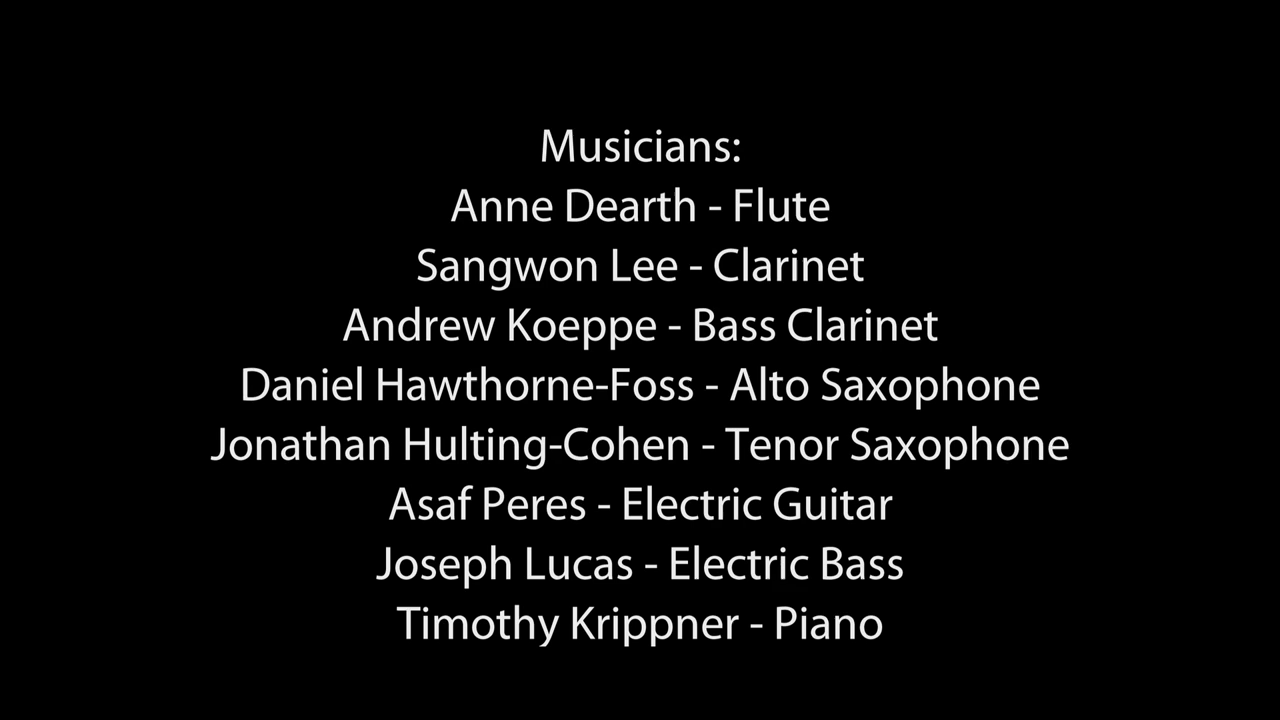 Musicians:
Anne Dearth - Flute
Sangwon Lee - Clarinet
Andrew Koeppe - Bass Clarinet
Daniel Hawthorne-Foss - Alto Saxophone
Jonathan Hulting-Cohen - Tenor Saxophone
Asaf Peres - Electric Guitar
Joseph Lucas - Electric Bass
Timothy Krippner - Piano